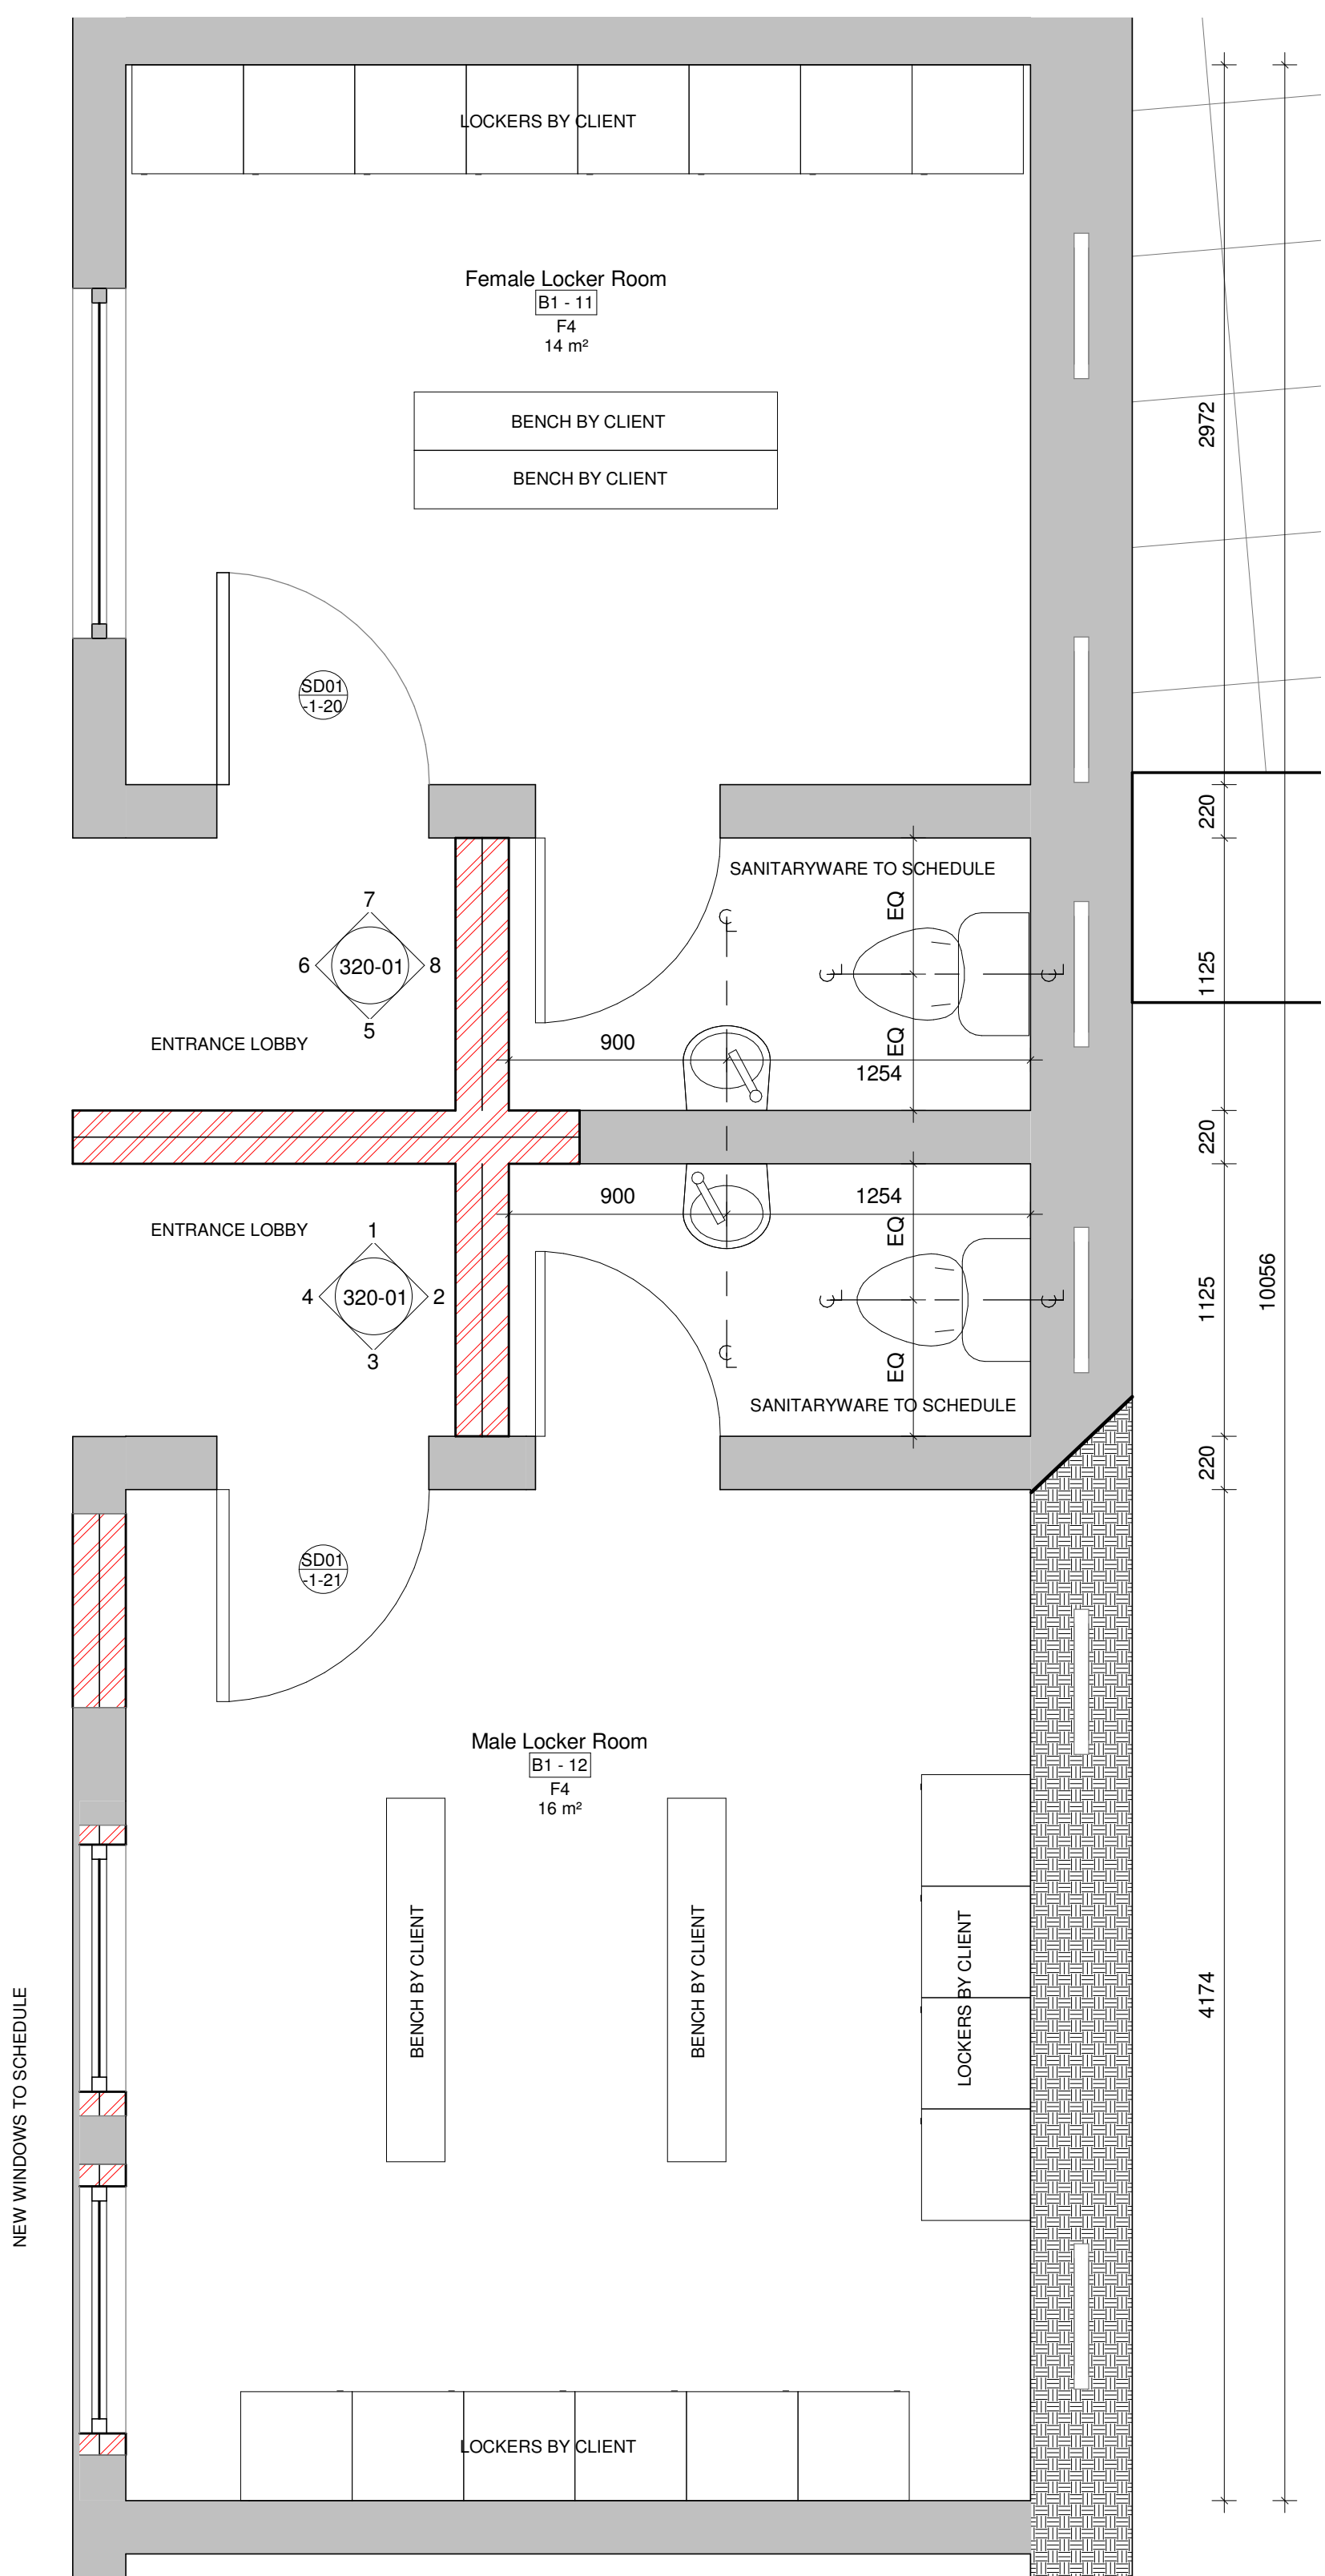 LOCKERS BY CLIENT
Female Locker Room
B1 - 11
F4
14 m²
BENCH BY CLIENT
BENCH BY CLIENT
2972
SD01
-1-20
220
SANITARYWARE TO SCHEDULE
EQ
7
6
320-01
8
5
1125
ENTRANCE LOBBY
900
EQ
1254
220
900
1254
ENTRANCE LOBBY
EQ
1
4
320-01
2
3
1125
10056
EQ
SANITARYWARE TO SCHEDULE
220
SD01
-1-21
Male Locker Room
B1 - 12
F4
16 m²
BENCH BY CLIENT
BENCH BY CLIENT
LOCKERS BY CLIENT
4174
NEW WINDOWS TO SCHEDULE
LOCKERS BY CLIENT